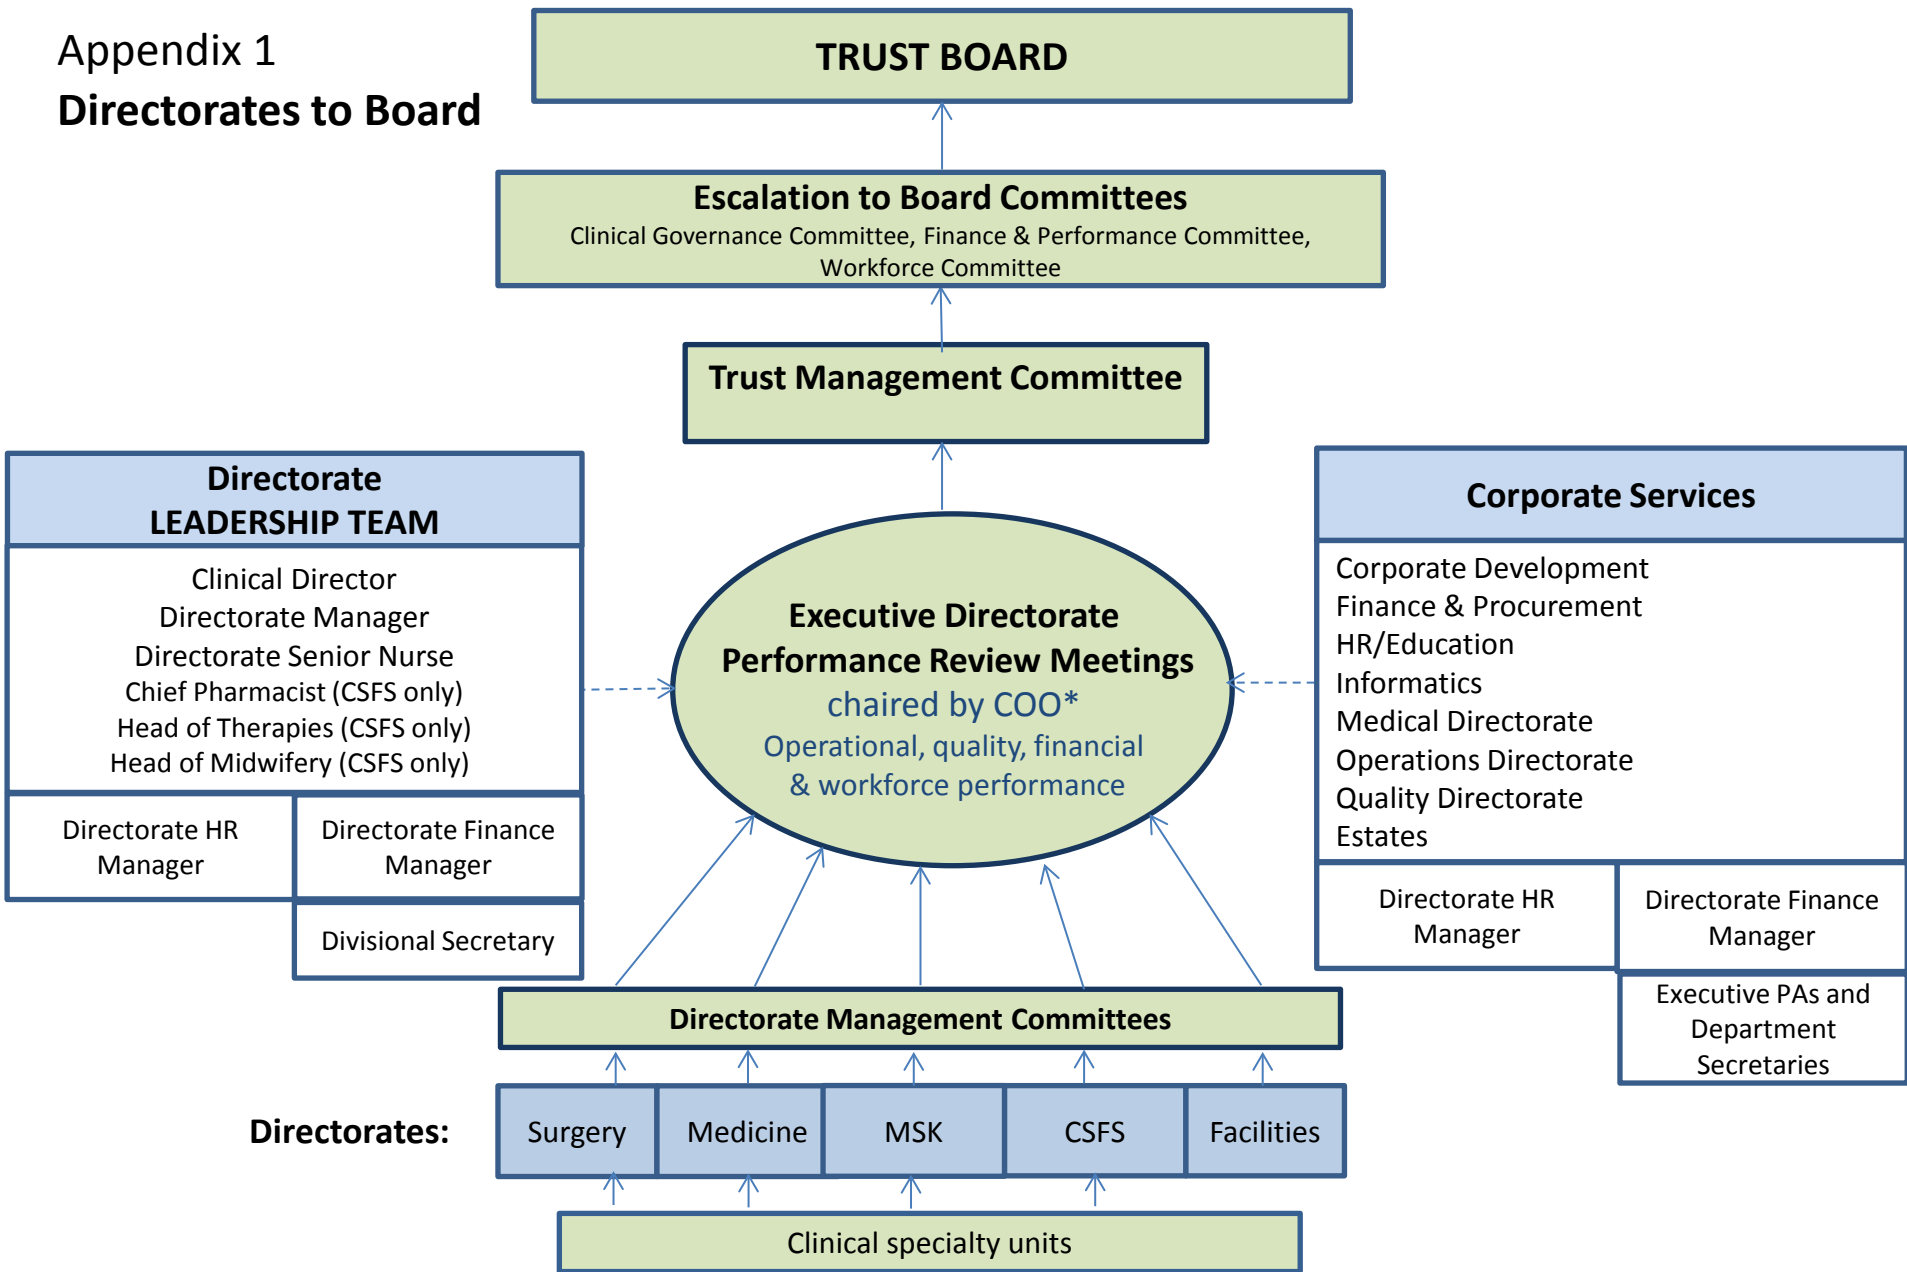 Appendix 1
Directorates to Board
TRUST BOARD
Escalation to Board Committees
Clinical Governance Committee, Finance & Performance Committee,
Workforce Committee
Trust Management Committee
Directorate
LEADERSHIP TEAM
Clinical Director
Directorate Manager
Directorate Senior Nurse
Chief Pharmacist (CSFS only)
Head of Therapies (CSFS only)
Head of Midwifery (CSFS only)
Directorate HR
Manager
Directorate Finance
Manager
Divisional Secretary
Executive Directorate
Performance Review Meetings
chaired by COO*
Operational, quality, financial
& workforce performance
Corporate Services
Corporate Development
Finance & Procurement
HR/Education
Informatics
Medical Directorate
Operations Directorate
Quality Directorate
Estates
Directorate HR
Manager
Directorate Finance
Manager
Executive PAs and
Department
Secretaries
Directorate Management Committees
Directorates:
Surgery
Medicine
MSK
CSFS
Facilities
Clinical specialty units